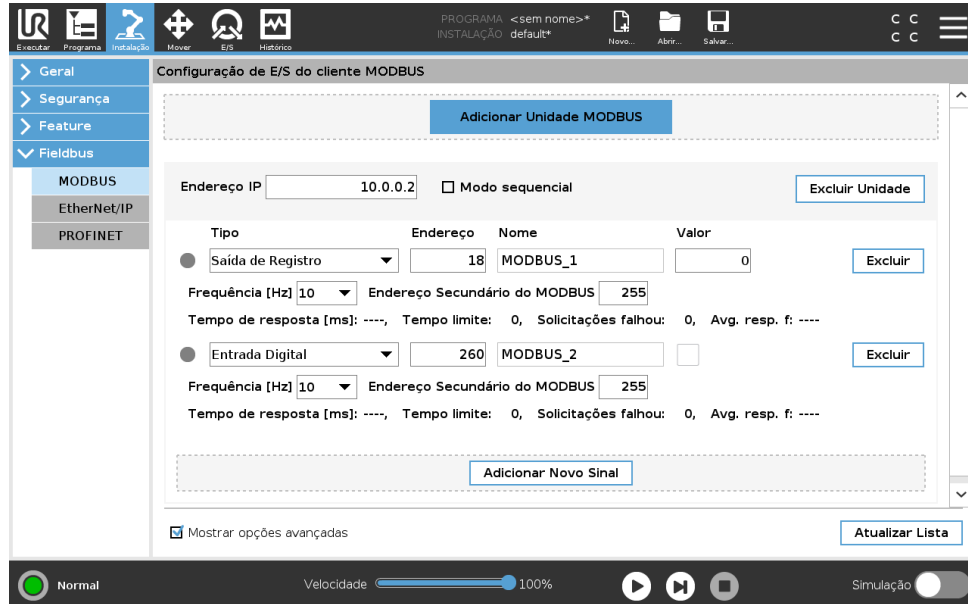 PROGRAMA <sem nome>*
INSTALAÇÃO default*
Executar Programa Instalação Mover E/S Histórico Novo... Abrir... Salvar...
C C
C C
Geral
Segurança
Feature
Fieldbus
MODBUS
EtherNet/IP
PROFINET
Configuração de E/S do cliente MODBUS
Adicionar Unidade MODBUS
Endereço IP 10.0.0.2 Modo sequencial Excluir Unidade
Tipo Endereço Nome Valor
Saída de Registro 18 MODBUS_1 0 Excluir
Frequência [Hz] 10 Endereço Secundário do MODBUS 255
Tempo de resposta [ms]: ----, Tempo limite: 0, Solicitações falhou: 0, Avg. resp. f: ----
Entrada Digital 260 MODBUS_2 Excluir
Frequência [Hz] 10 Endereço Secundário do MODBUS 255
Tempo de resposta [ms]: ----, Tempo limite: 0, Solicitações falhou: 0, Avg. resp. f: ----
Adicionar Novo Sinal
Mostrar opções avançadas Atualizar Lista
Normal Velocidade 100% Simulação